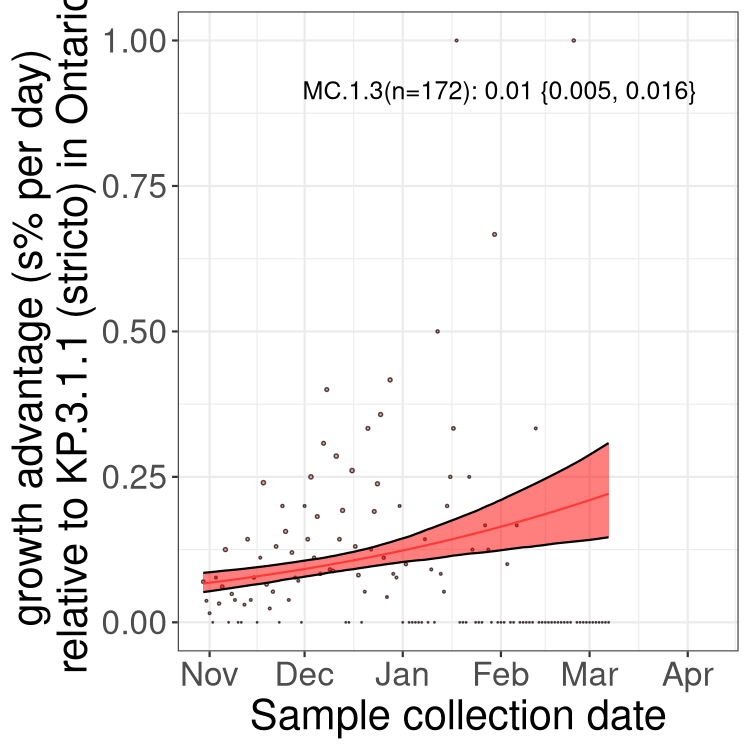 growth advantage (s% per day)
relative to KP.3.1.1 (stricto) in Ontario
1.00
0.75
0.50
0.25
0.00
MC.1.3(n=172): 0.01 {0.005, 0.016}
Nov Dec Jan Feb Mar Apr
Sample collection date